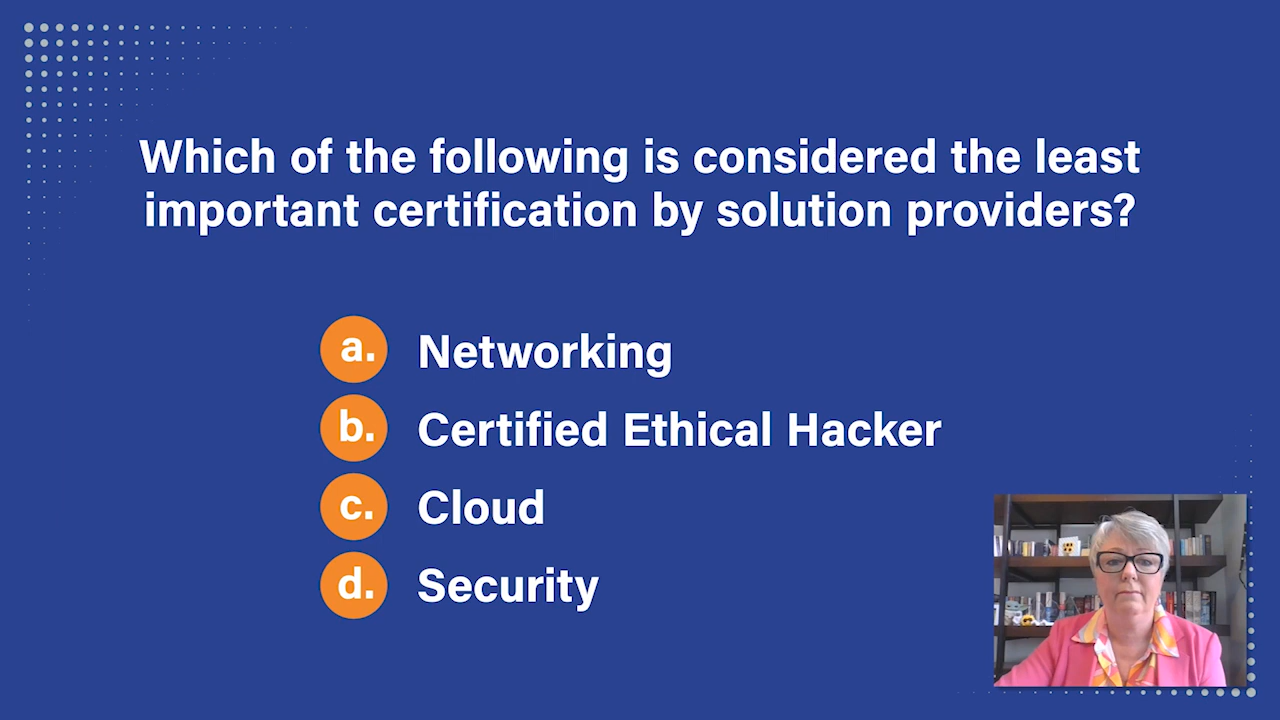 Which of the following is considered the least
important certification by solution providers?
a. Networking
b. Certified Ethical Hacker
c. Cloud
d. Security